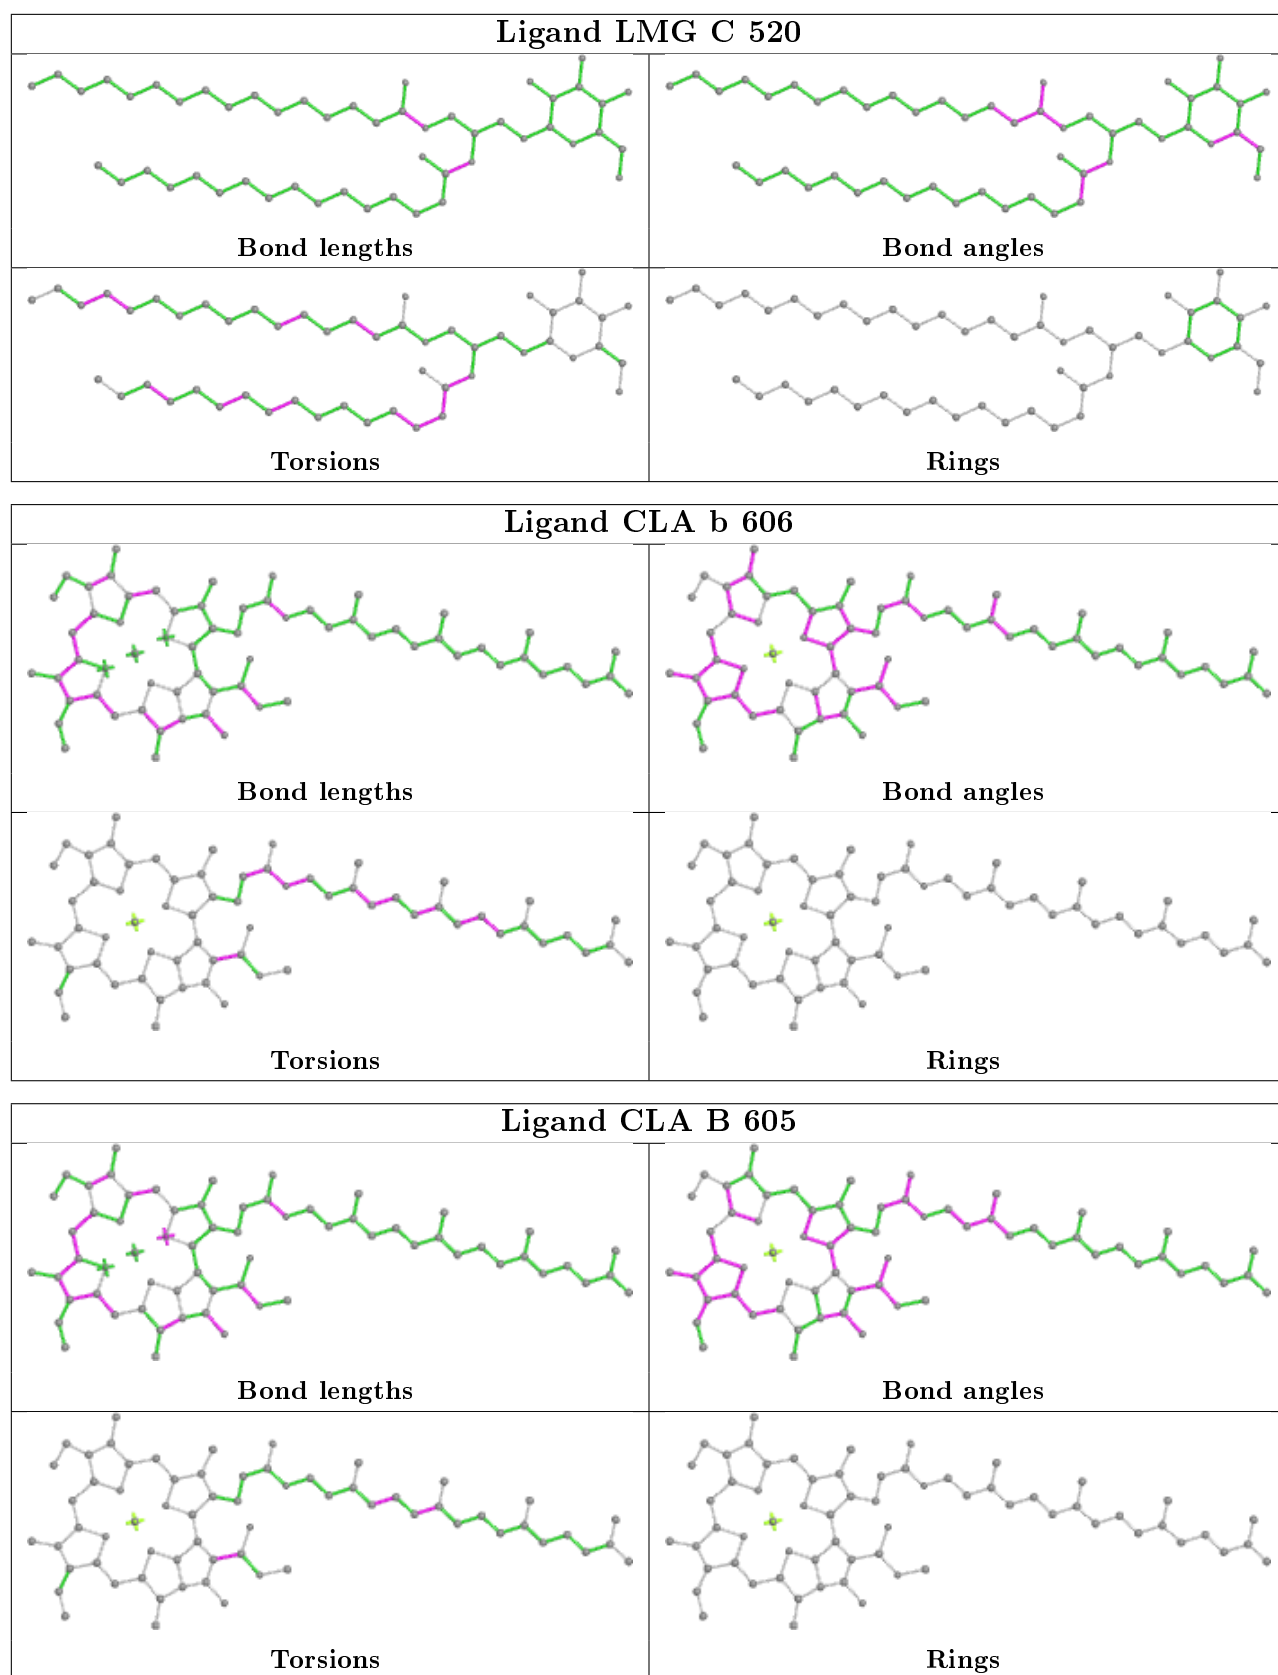 Ligand LMG C 520
Bond lengths
Bond angles
Torsions
Rings
Ligand CLA b 606
Bond lengths
Bond angles
Torsions
Rings
Ligand CLA B 605
Bond lengths
Bond angles
Torsions
Rings